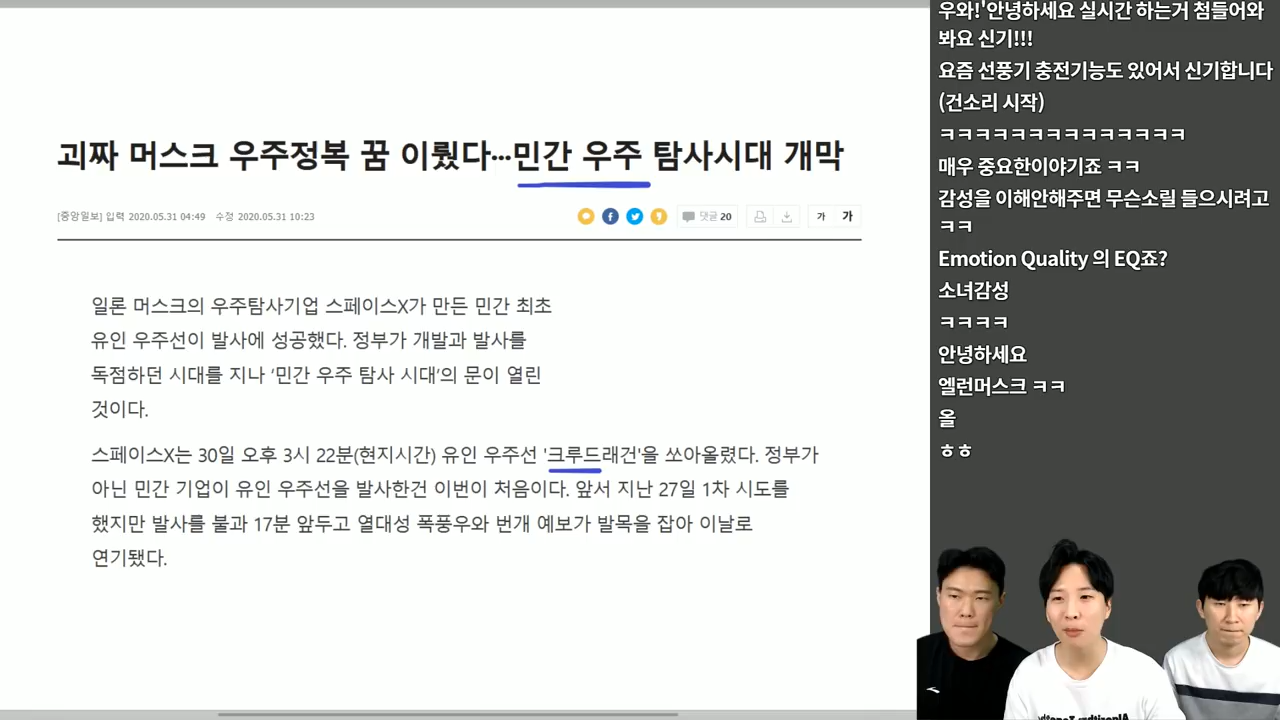 괴짜 머스크 우주정복 꿈 이뤘다…민간 우주 탐사시대 개막
[중앙일보] 입력 2020.05.31 04:49 수정 2020.05.31 10:23
댓글 20
가 가
일론 머스크의 우주탐사기업 스페이스X가 만든 민간 최초
유인 우주선이 발사에 성공했다. 정부가 개발과 발사를
독점하던 시대를 지나 ‘민간 우주 탐사 시대’의 문이 열린
것이다.
스페이스X는 30일 오후 3시 22분(현지시간) 유인 우주선 '크루드래건'을 쏘아올렸다. 정부가
아닌 민간 기업이 유인 우주선을 발사한건 이번이 처음이다. 앞서 지난 27일 1차 시도를
했지만 발사를 불과 17분 앞두고 열대성 폭풍우와 번개 예보가 발목을 잡아 이날로
연기됐다.
우와!'안녕하세요 실시간 하는거 첨들어와
봐요 신기!!!
요즘 선풍기 충전기능도 있어서 신기합니다
(건소리 시작)
ㅋㅋㅋㅋㅋㅋㅋㅋㅋㅋㅋㅋㅋㅋ
매우 중요한이야기죠 ㅋㅋ
감성을 이해안해주면 무슨소릴 들으시려고
ㅋㅋ
Emotion Quality 의 EQ죠?
소녀감성
ㅋㅋㅋㅋ
안녕하세요
엘런머스크 ㅋㅋ
올
ㅎㅎ